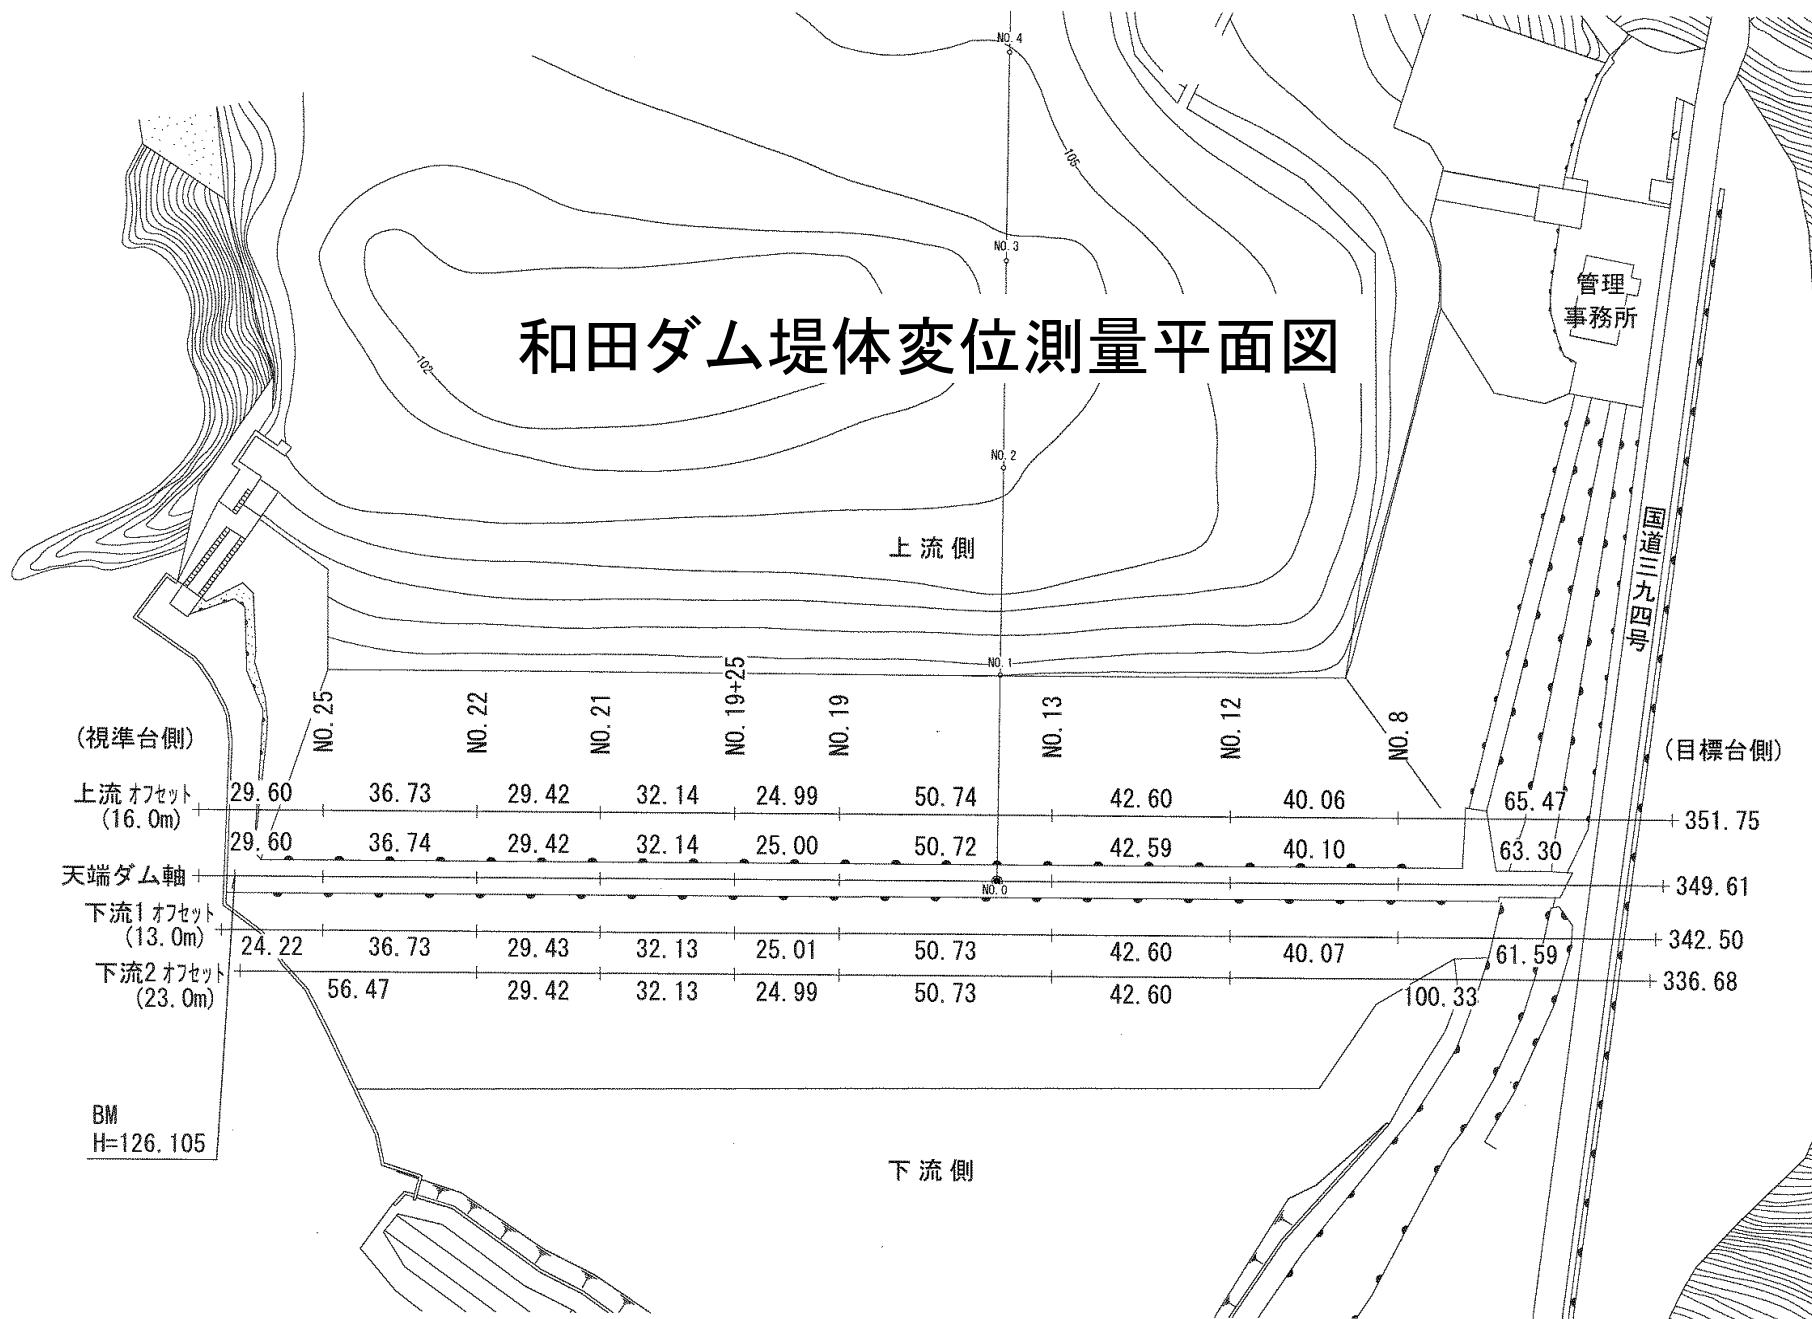 NO.4
105
NO.3
管理
事務所
和田ダム堤体変位測量平面図
102
NO.2
上流側
国道三九四号
NO.1
NO.25
NO.22
NO.21
NO.19+25
NO.19
NO.13
NO.12
NO.8
(視準台側)
(目標台側)
上流 オフセット
(16.0m)
29.60 36.73 29.42 32.14 24.99 50.74 42.60 40.06 65.47
351.75
29.60 36.74 29.42 32.14 25.00 50.72 42.59 40.10 63.30
天端ダム軸
349.61
NO.0
下流1 オフセット
(13.0m)
342.50
24.22 36.73 29.43 32.13 25.01 50.73 42.60 40.07 61.59
下流2 オフセット
(23.0m)
336.68
56.47 29.42 32.13 24.99 50.73 42.60 100.33
BM
H=126.105
下流側